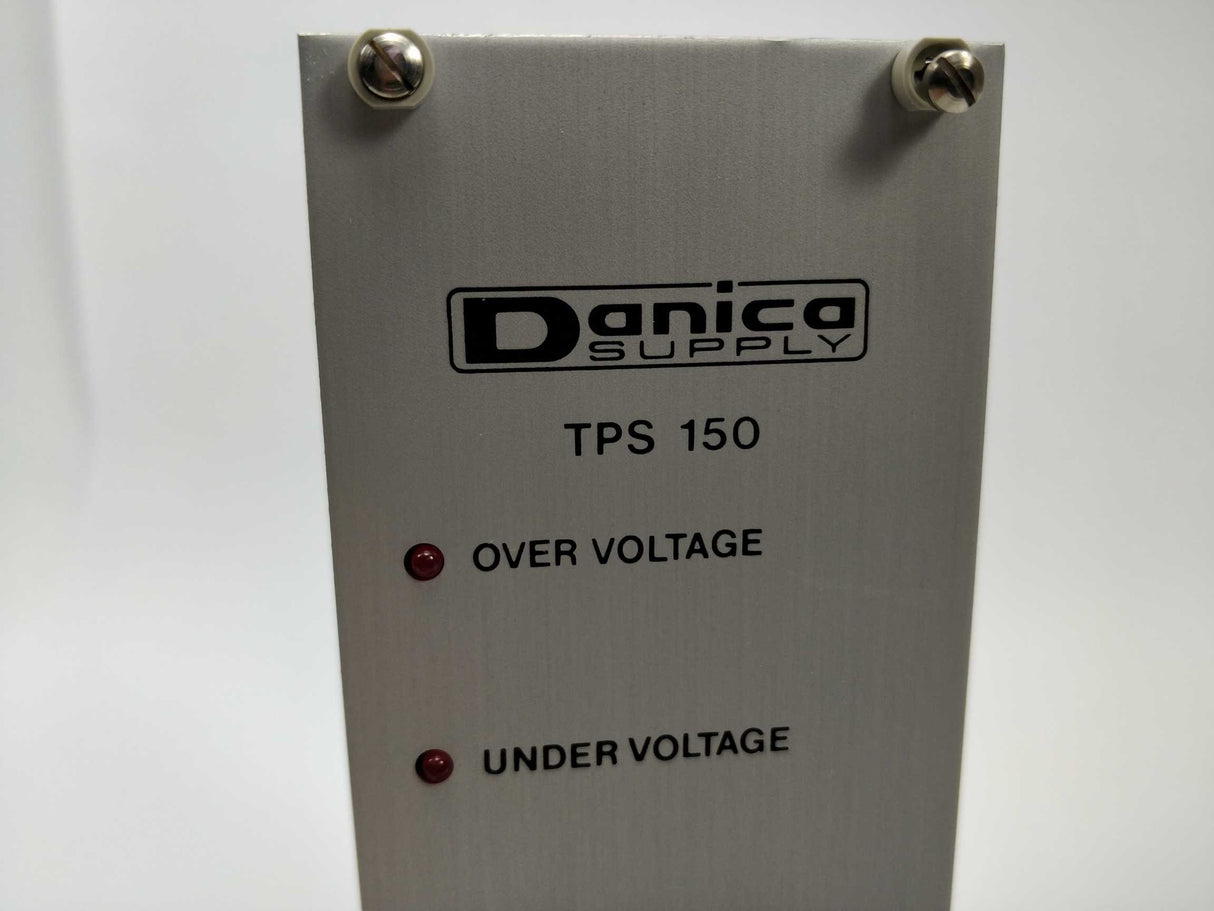 Danica
SUPPLY
TPS 150
OVER VOLTAGE
UNDER VOLTAGE